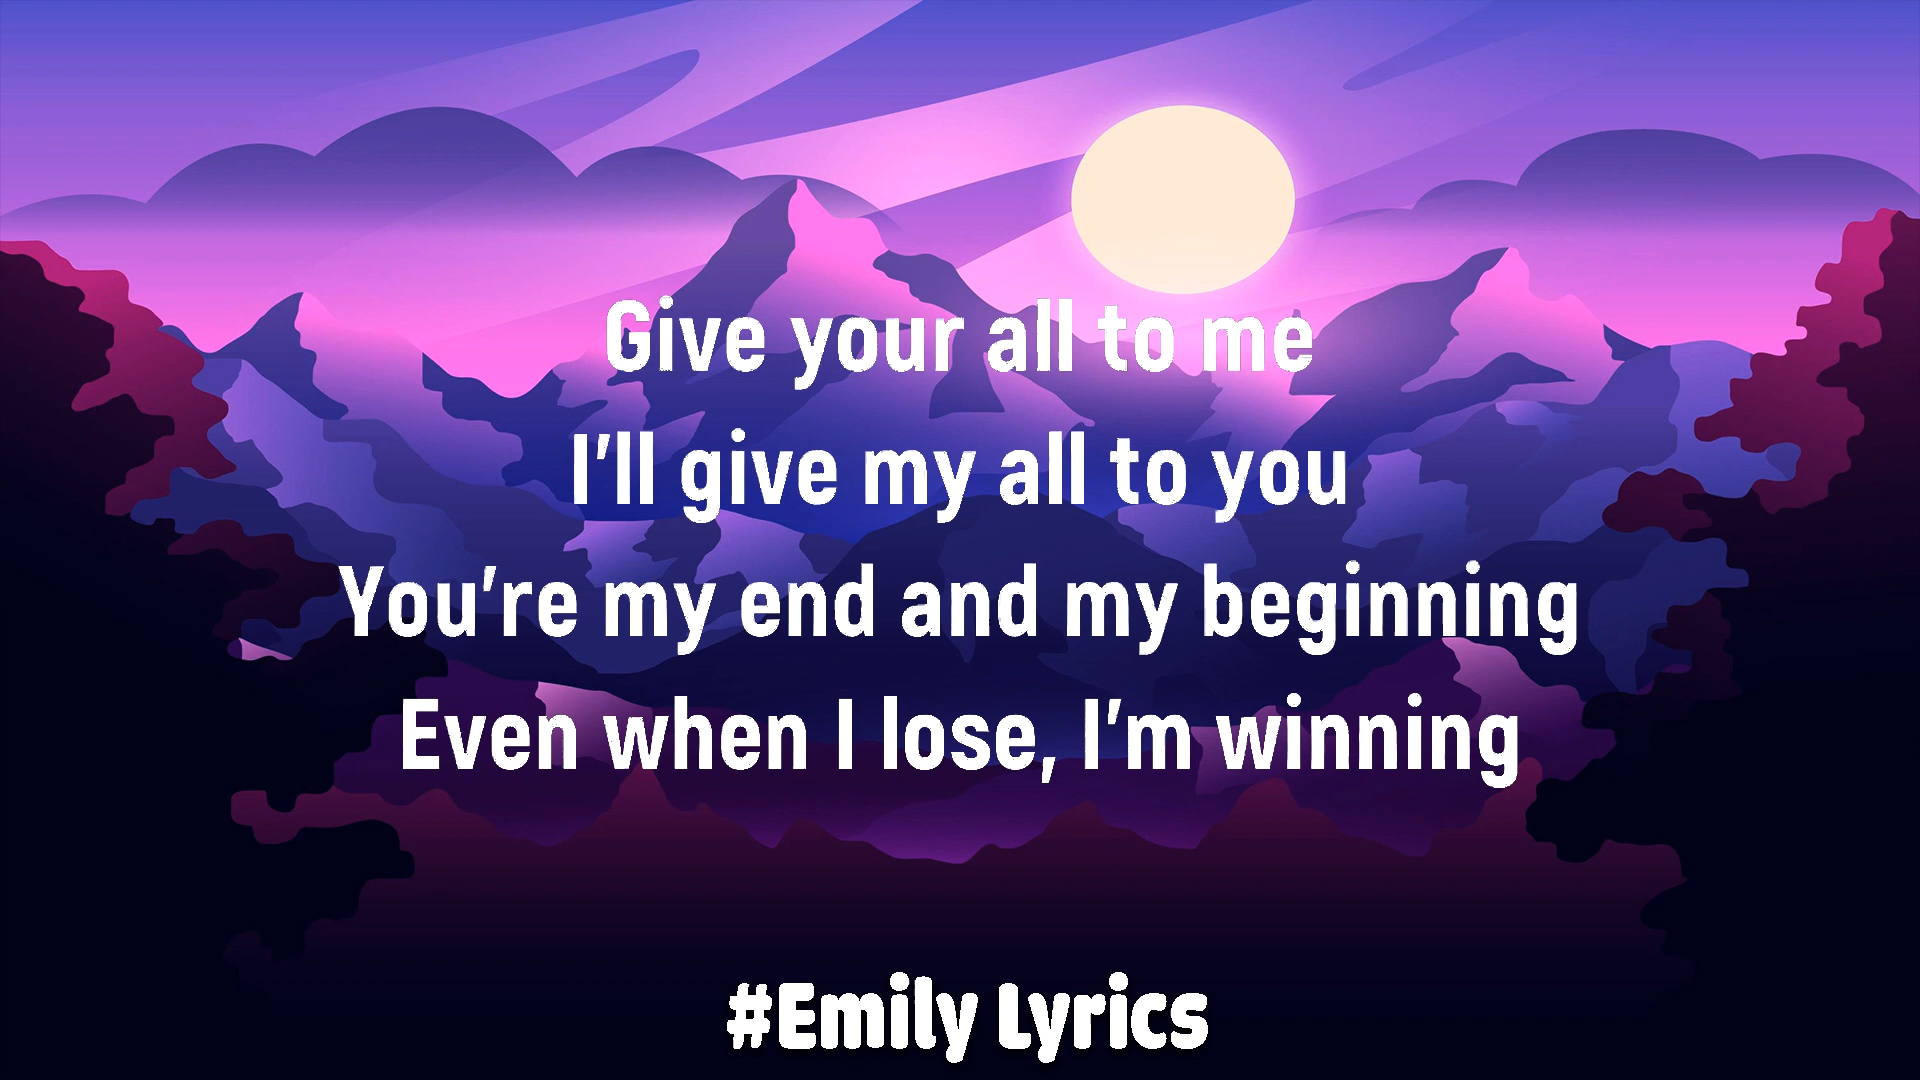 Give your all to me
I'll give my all to you
You're my end and my beginning
Even when I lose, I'm winning
#Emily Lyrics